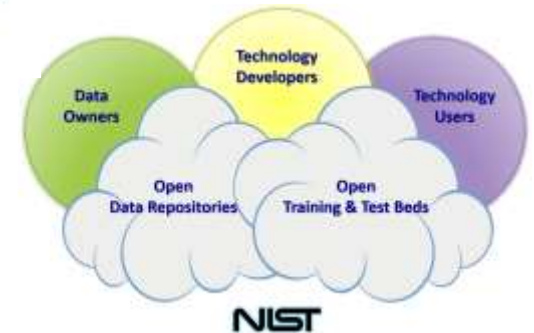 Technology
Developers
Data
Owners
Technology
Users
Open
Data Repositories
Open
Training & Test Beds
NIST